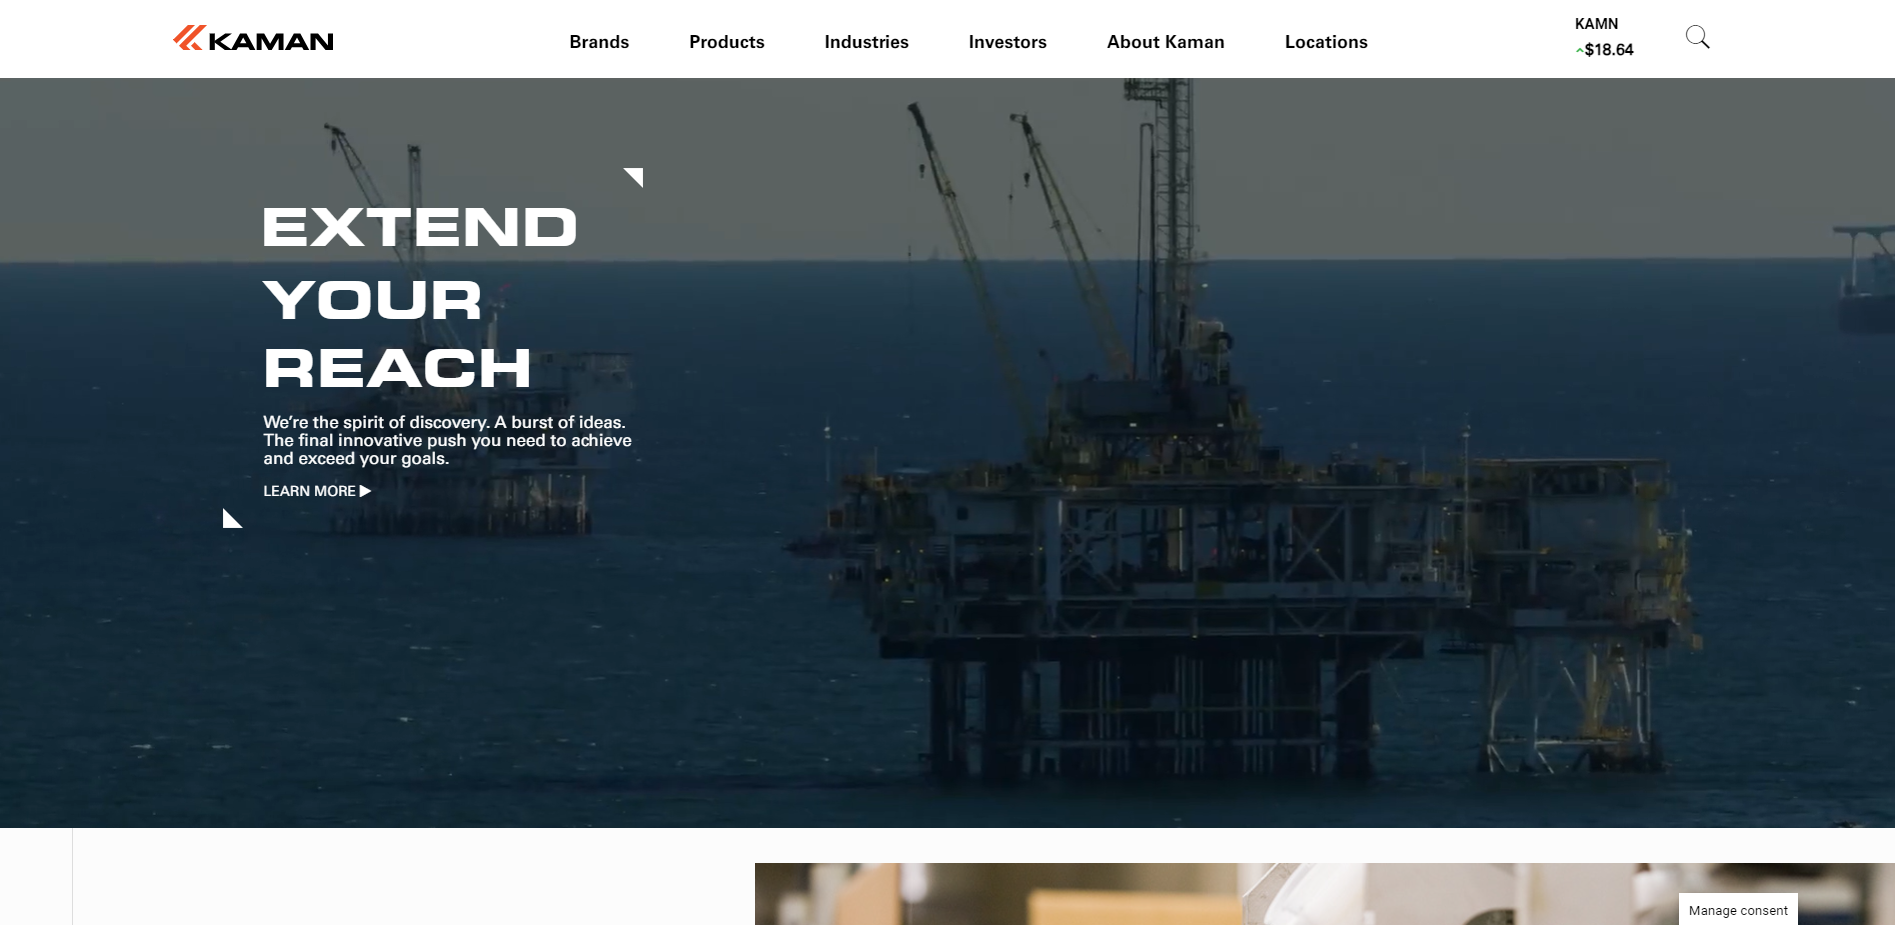 KAMAN
Brands
Products
Industries
Investors
About Kaman
Locations
KAMN
$18.64
EXTEND
YOUR
REACH
We’re the spirit of discovery. A burst of ideas.
The final innovative push you need to achieve
and exceed your goals.
LEARN MORE
Manage consent